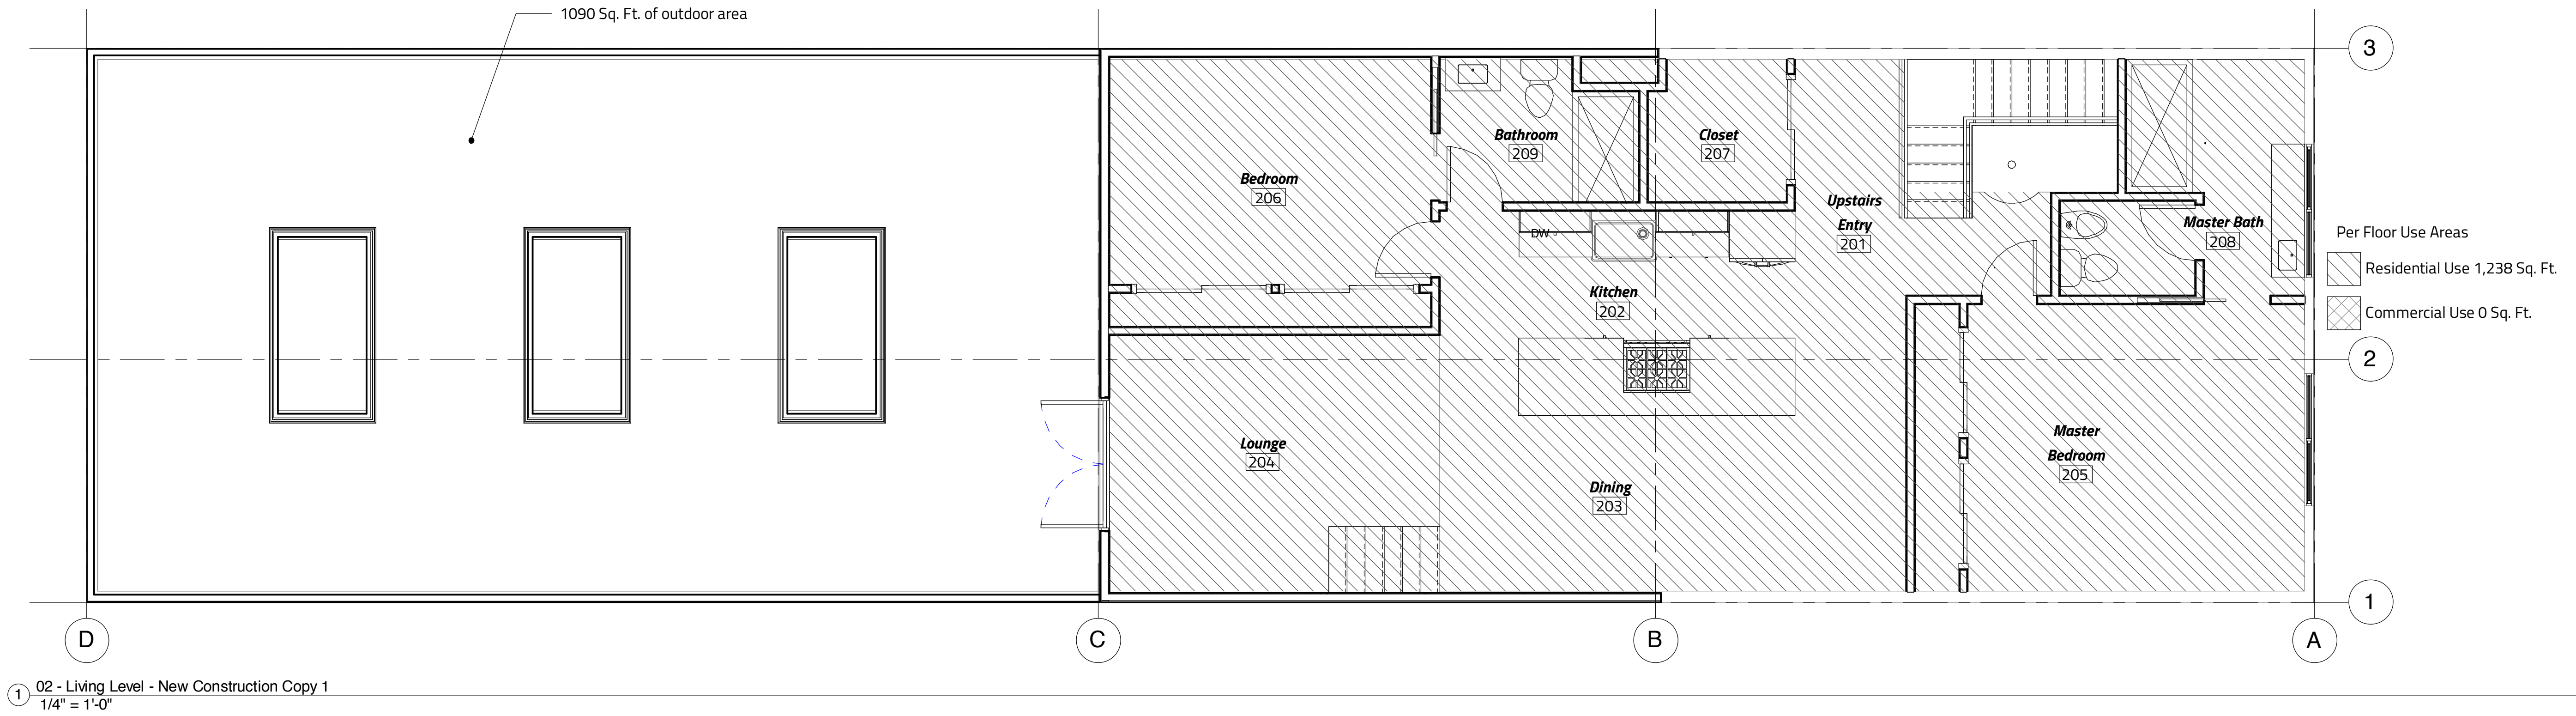 1090 Sq. Ft. of outdoor area
3
Bathroom
209
Closet
207
Bedroom
206
Upstairs
Entry
201
Master Bath
208
DW
Per Floor Use Areas
Residential Use 1,238 Sq. Ft.
Commercial Use 0 Sq. Ft.
Kitchen
202
2
Lounge
204
Master
Bedroom
205
Dining
203
1
D
C
B
A
1
02 - Living Level - New Construction Copy 1
1/4" = 1'-0"